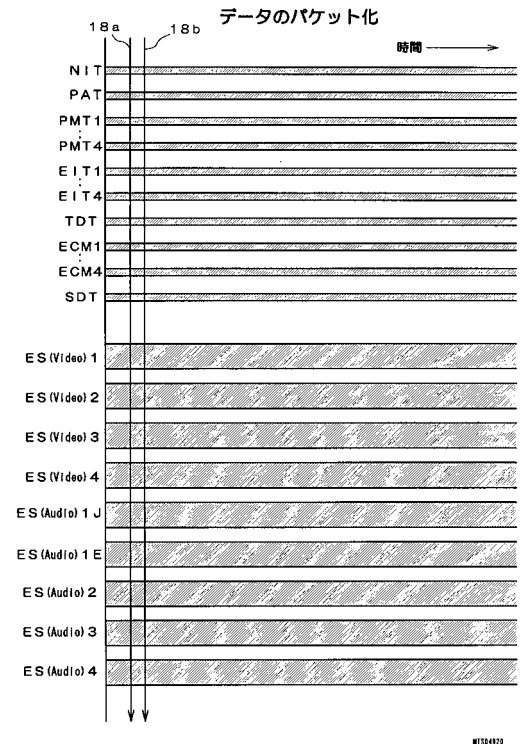 データのパケット化
18a 18b
時間
NIT
PAT
PMT1
PMT4
EIT1
EIT4
TDT
ECM1
ECM4
SDT
ES(Video)1
ES(Video)2
ES(Video)3
ES(Video)4
ES(Audio)1J
ES(Audio)1E
ES(Audio)2
ES(Audio)3
ES(Audio)4